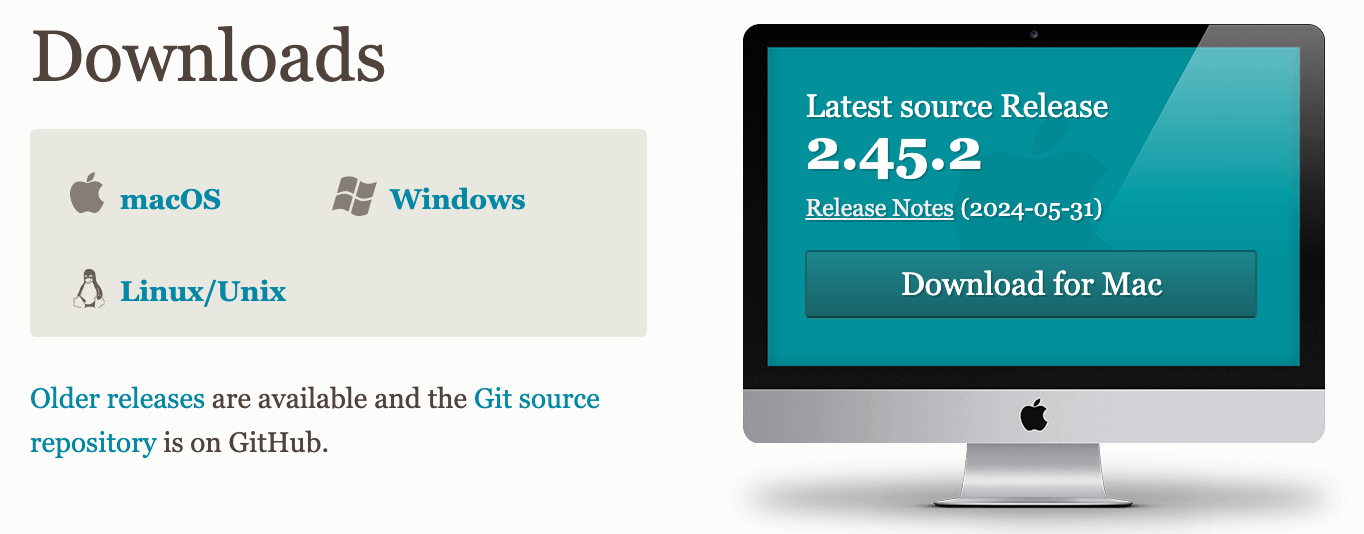 Downloads
macOS
Windows
Linux/Unix
Older releases are available and the Git source
repository is on GitHub.
Latest source Release
2.45.2
Release Notes (2024-05-31)
Download for Mac